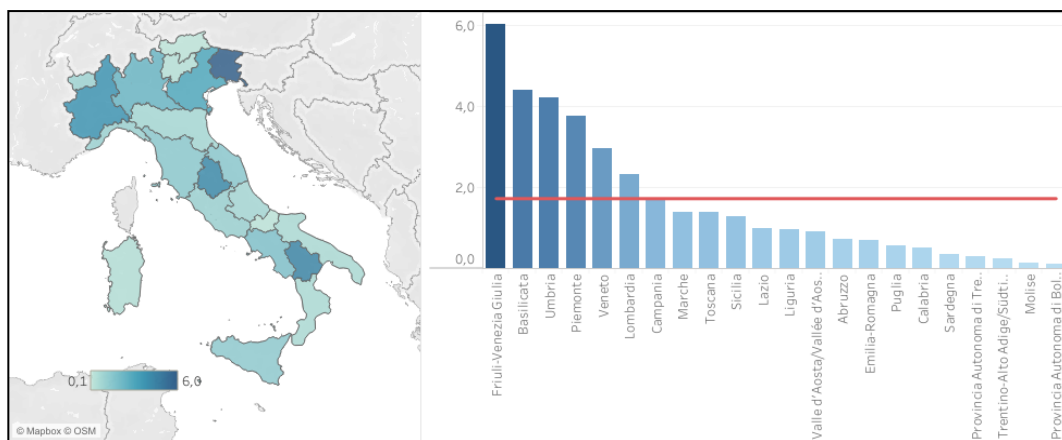 0,1
6,0
© Mapbox © OSM
6,0
4,0
2,0
0,0
Friuli-Venezia Giulia
Basilicata
Umbria
Piemonte
Veneto
Lombardia
Campania
Marche
Toscana
Sicilia
Lazio
Liguria
Valle d'Aosta/Vallée d'Aos..
Abruzzo
Emilia-Romagna
Puglia
Calabria
Sardegna
Provincia Autonoma di Tre..
Trentino-Alto Adige/Südti..
Molise
Provincia Autonoma di Bol..